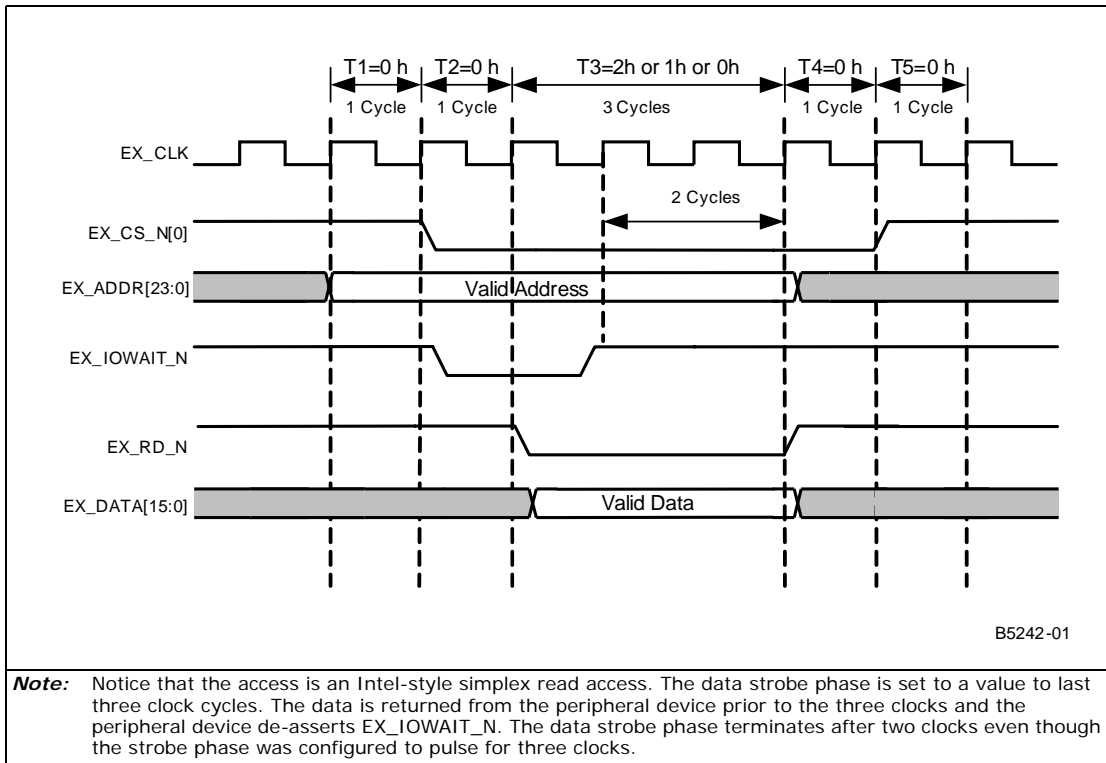 T1=0 h T2=0 h T3=2h or 1h or 0h T4=0 h T5=0 h
1 Cycle 1 Cycle 3 Cycles 1 Cycle 1 Cycle
EX_CLK
2 Cycles
EX_CS_N[0]
EX_ADDR[23:0] Valid Address
EX_IOWAIT_N
EX_RD_N
EX_DATA[15:0] Valid Data
B5242-01
Note: Notice that the access is an Intel-style simplex read access. The data strobe phase is set to a value to last
three clock cycles. The data is returned from the peripheral device prior to the three clocks and the
peripheral device de-asserts EX_IOWAIT_N. The data strobe phase terminates after two clocks even though
the strobe phase was configured to pulse for three clocks.